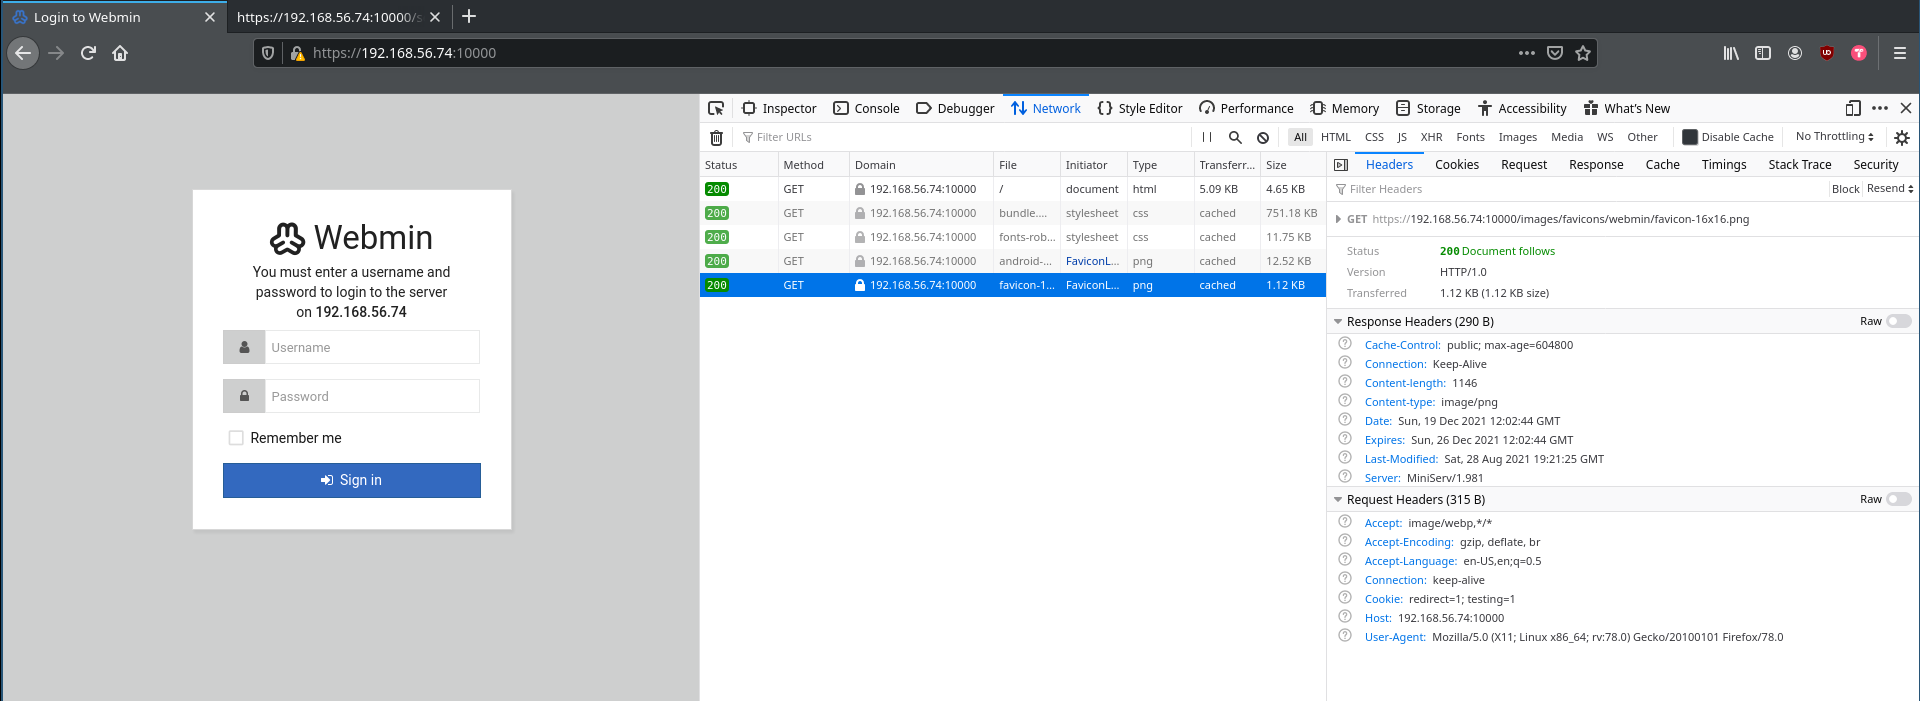 Login to Webmin
https://192.168.56.74:10000/s
https://192.168.56.74:10000
Webmin
You must enter a username and
password to login to the server
on 192.168.56.74
Username
Password
Remember me
Sign in
Inspector Console Debugger Network Style Editor Performance Memory Storage Accessibility What's New
Filter URLs All HTML CSS JS XHR Fonts Images Media WS Other Disable Cache No Throttling
Status Method Domain File Initiator Type Transferr... Size
200 GET 192.168.56.74:10000 / document html 5.09 KB 4.65 KB
200 GET 192.168.56.74:10000 bundle.... stylesheet css cached 751.18 KB
200 GET 192.168.56.74:10000 fonts-rob... stylesheet css cached 11.75 KB
200 GET 192.168.56.74:10000 android-... FaviconL... png cached 12.52 KB
200 GET 192.168.56.74:10000 favicon-1... FaviconL... png cached 1.12 KB
Headers Cookies Request Response Cache Timings Stack Trace Security
Filter Headers Block Resend
GET https://192.168.56.74:10000/images/favicons/webmin/favicon-16x16.png
Status 200 Document follows
Version HTTP/1.0
Transferred 1.12 KB (1.12 KB size)
Response Headers (290 B) Raw
Cache-Control: public; max-age=604800
Connection: Keep-Alive
Content-length: 1146
Content-type: image/png
Date: Sun, 19 Dec 2021 12:02:44 GMT
Expires: Sun, 26 Dec 2021 12:02:44 GMT
Last-Modified: Sat, 28 Aug 2021 19:21:25 GMT
Server: MiniServ/1.981
Request Headers (315 B) Raw
Accept: image/webp,*/*
Accept-Encoding: gzip, deflate, br
Accept-Language: en-US,en;q=0.5
Connection: keep-alive
Cookie: redirect=1; testing=1
Host: 192.168.56.74:10000
User-Agent: Mozilla/5.0 (X11; Linux x86_64; rv:78.0) Gecko/20100101 Firefox/78.0